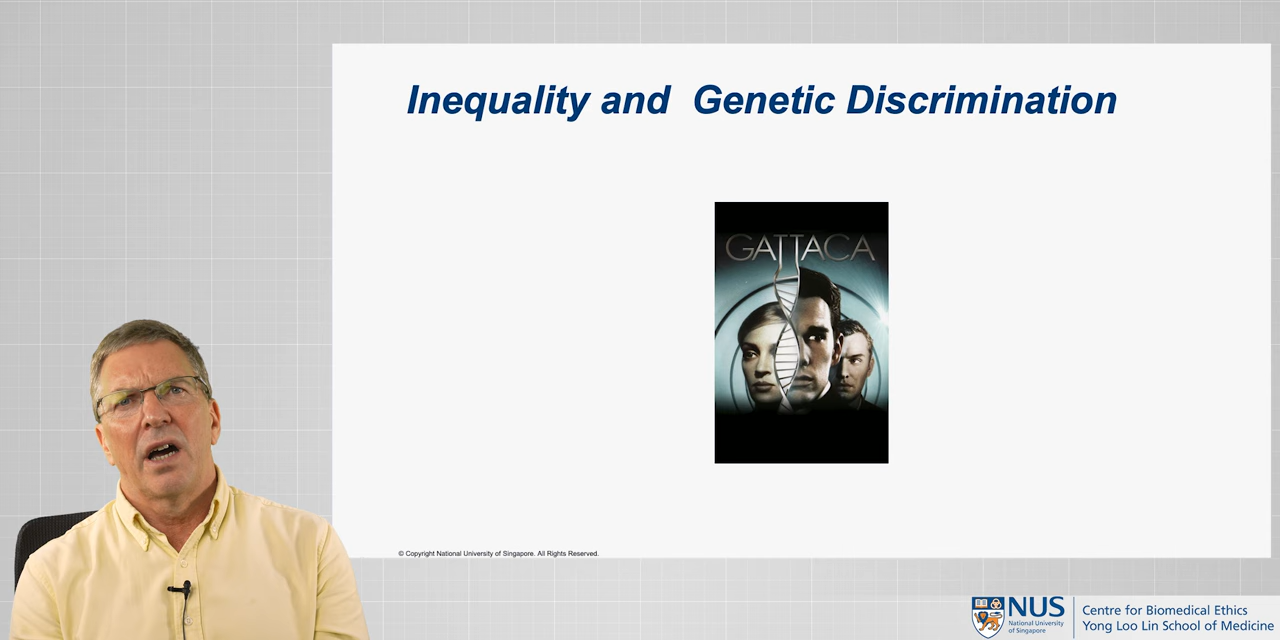 Inequality and  Genetic Discrimination
GATTACA
© Copyright National University of Singapore. All Rights Reserved.
NUS
National University
of Singapore
Centre for Biomedical Ethics
Yong Loo Lin School of Medicine